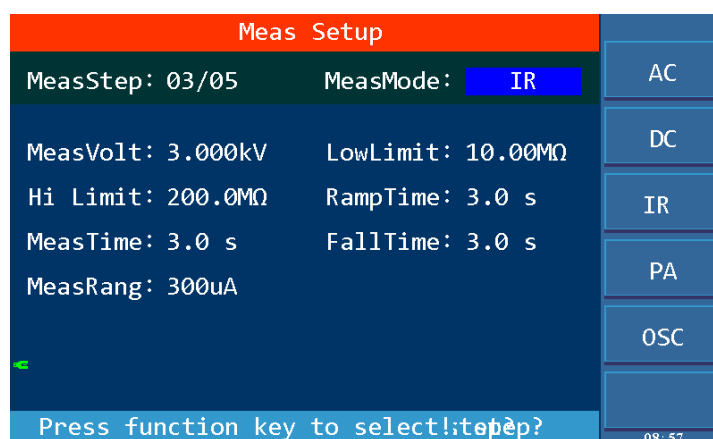 Meas Setup
MeasStep: 03/05 MeasMode: IR
MeasVolt: 3.000kV LowLimit: 10.00MΩ
Hi Limit: 200.0MΩ RampTime: 3.0 s
MeasTime: 3.0 s FallTime: 3.0 s
MeasRang: 300uA
Press function key to select!
AC
DC
IR
PA
OSC
08:57